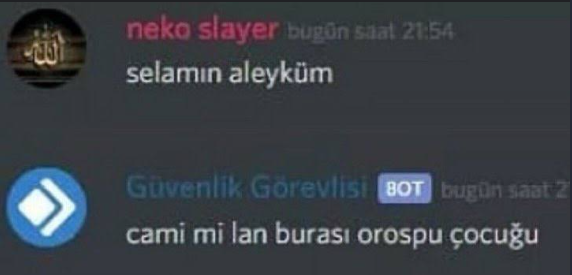 neko slayer bugün saat 21:54
selamın aleyküm
Güvenlik Görevlisi BOT bugün saat 2
cami mi lan burası orospu çocuğu